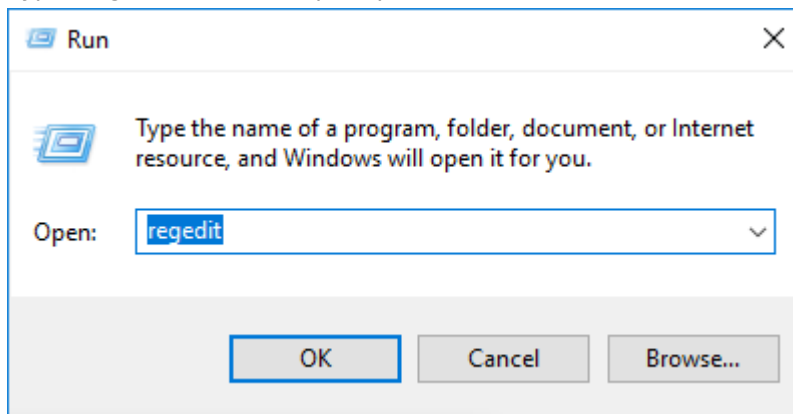 Run
Type the name of a program, folder, document, or Internet
resource, and Windows will open it for you.
Open: regedit
OK Cancel Browse...